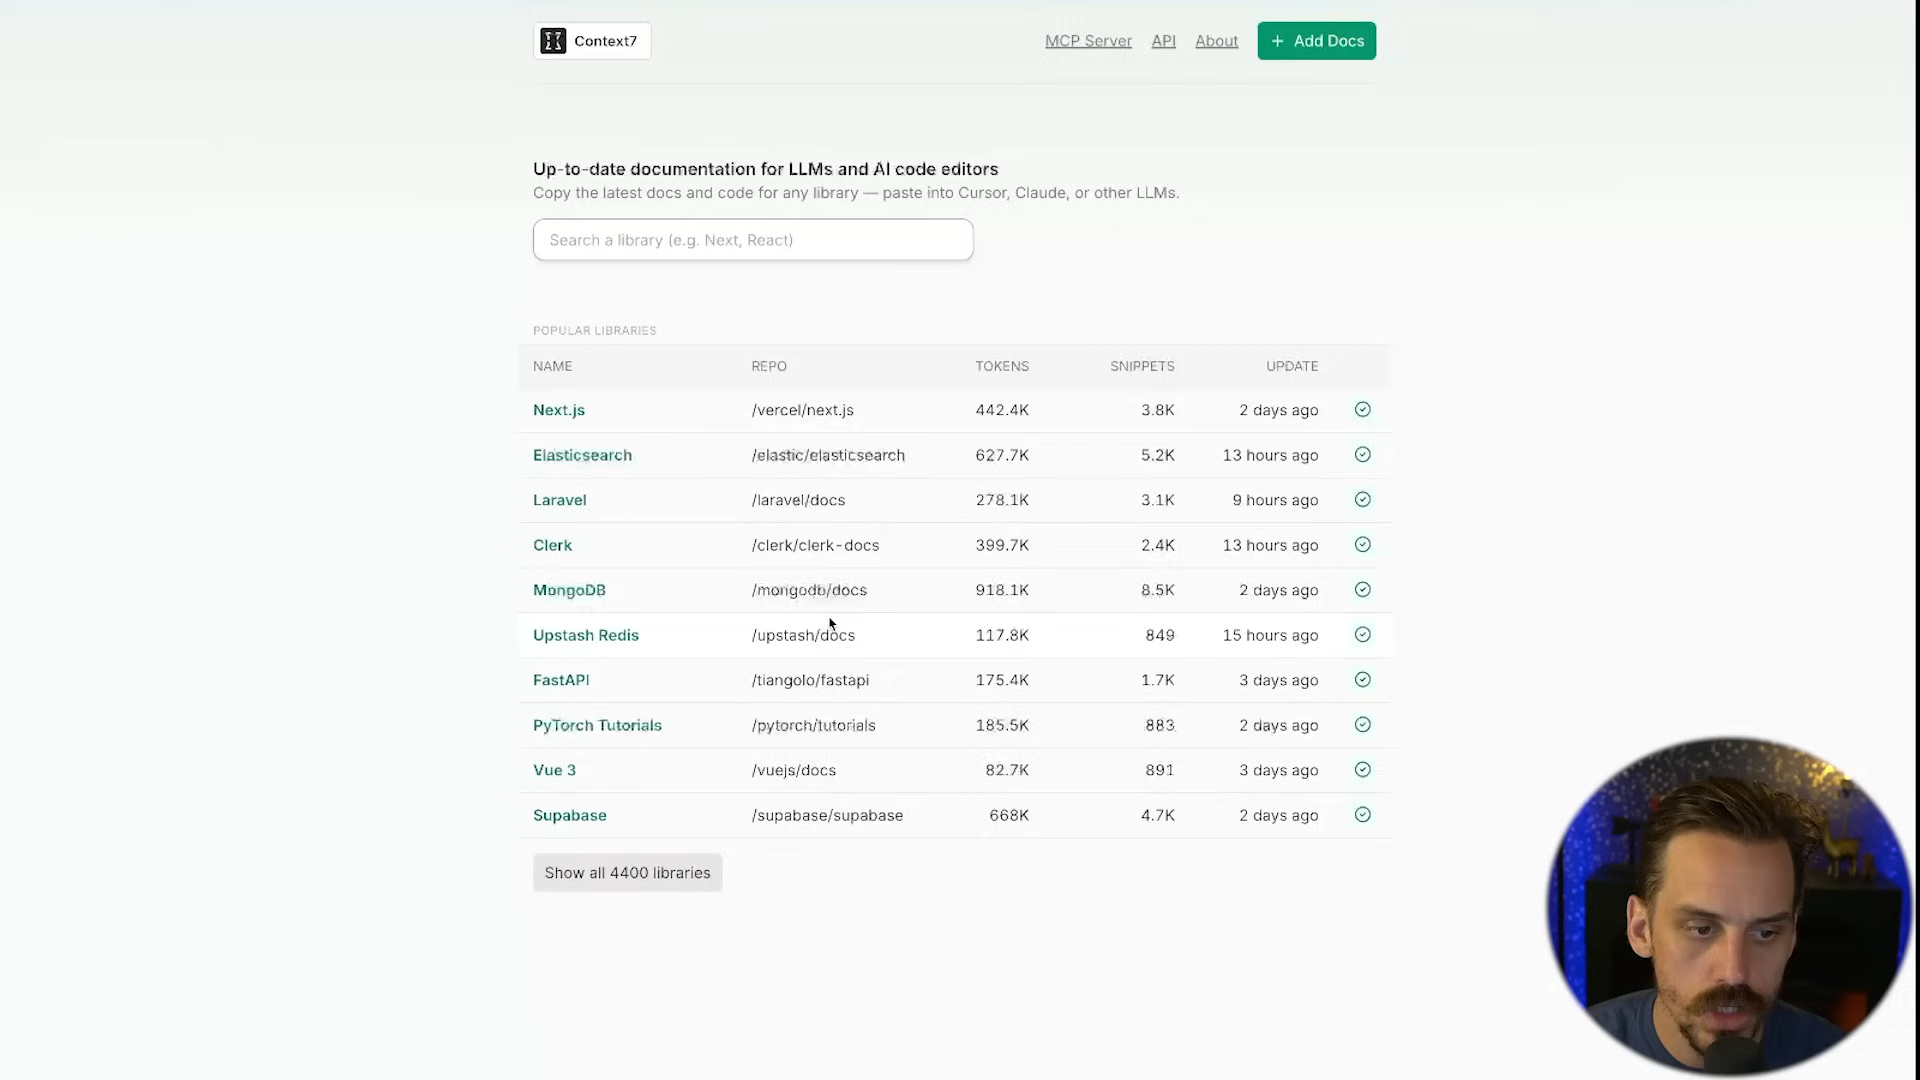 Context7
MCP Server
API
About
+ Add Docs
Up-to-date documentation for LLMs and AI code editors
Copy the latest docs and code for any library — paste into Cursor, Claude, or other LLMs.
Search a library (e.g. Next, React)
POPULAR LIBRARIES
NAME REPO TOKENS SNIPPETS UPDATE
Next.js /vercel/next.js 442.4K 3.8K 2 days ago
Elasticsearch /elastic/elasticsearch 627.7K 5.2K 13 hours ago
Laravel /laravel/docs 278.1K 3.1K 9 hours ago
Clerk /clerk/clerk-docs 399.7K 2.4K 13 hours ago
MongoDB /mongodb/docs 918.1K 8.5K 2 days ago
Upstash Redis /upstash/docs 117.8K 849 15 hours ago
FastAPI /tiangolo/fastapi 175.4K 1.7K 3 days ago
PyTorch Tutorials /pytorch/tutorials 185.5K 883 2 days ago
Vue 3 /vuejs/docs 82.7K 891 3 days ago
Supabase /supabase/supabase 668K 4.7K 2 days ago
Show all 4400 libraries